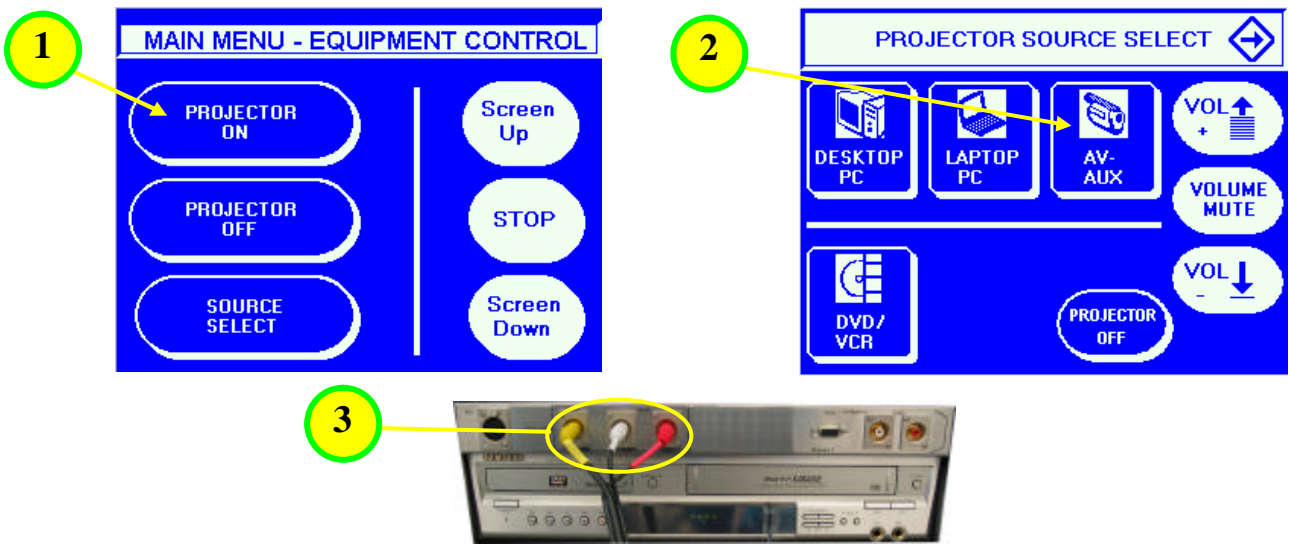 1
MAIN MENU - EQUIPMENT CONTROL
PROJECTOR
ON
PROJECTOR
OFF
SOURCE
SELECT
Screen
Up
STOP
Screen
Down
2
PROJECTOR SOURCE SELECT
DESKTOP
PC
LAPTOP
PC
AV-
AUX
VOL
+
VOLUME
MUTE
VOL
-
DVD/
VCR
PROJECTOR
OFF
3